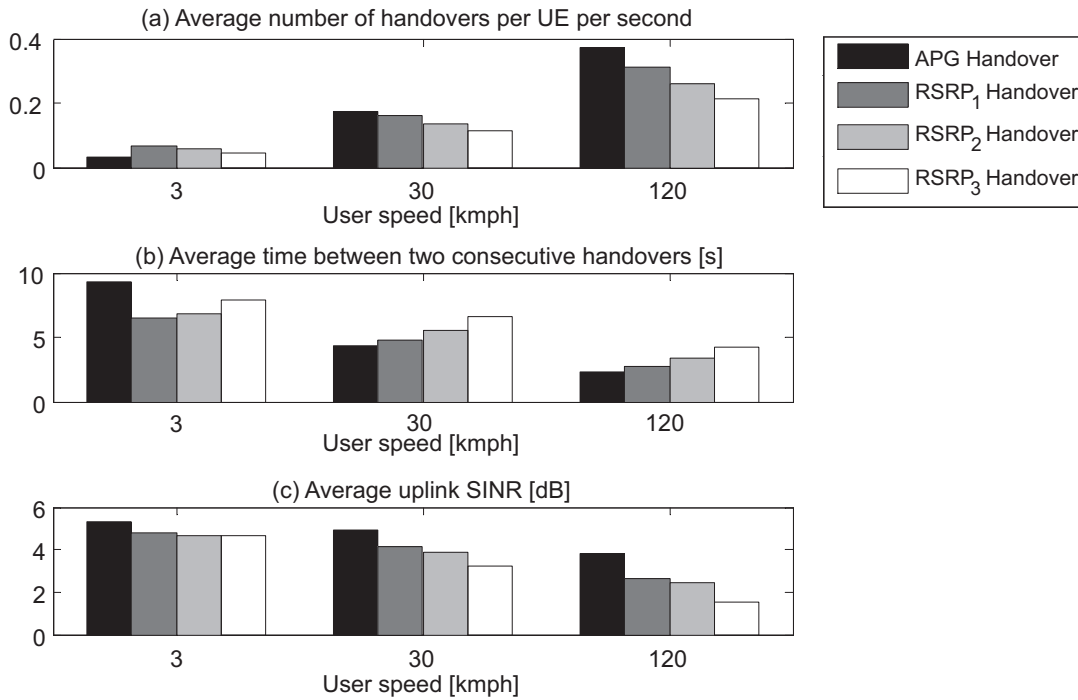 (a) Average number of handovers per UE per second
0.4
0.2
0
3 30 120
User speed [kmph]
APG Handover
RSRP1 Handover
RSRP2 Handover
RSRP3 Handover
(b) Average time between two consecutive handovers [s]
10
5
0
3 30 120
User speed [kmph]
(c) Average uplink SINR [dB]
6
4
2
0
3 30 120
User speed [kmph]